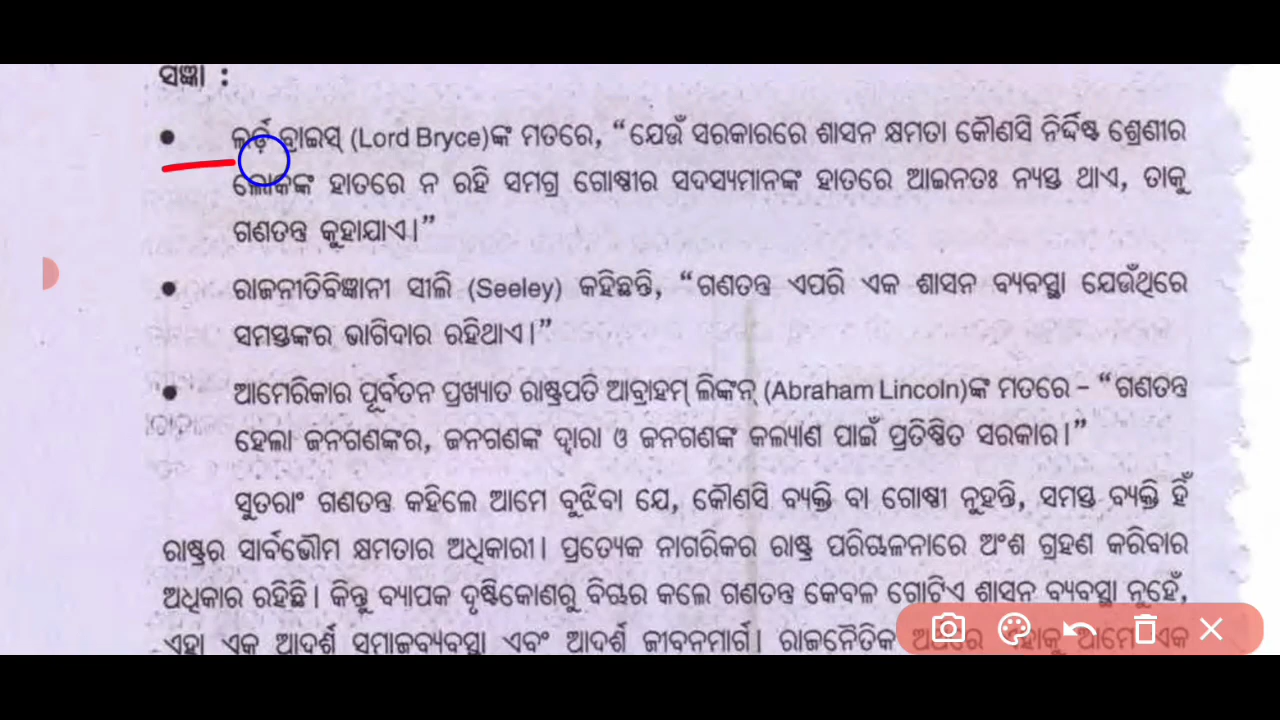 ସଂଜ୍ଞା :
● ଲର୍ଡ଼ ବ୍ରାଇସ୍ (Lord Bryce)ଙ୍କ ମତରେ, “ଯେଉଁ ସରକାରରେ ଶାସନ କ୍ଷମତା କୌଣସି ନିର୍ଦ୍ଦିଷ୍ଟ ଶ୍ରେଣୀର
ଲୋକଙ୍କ ହାତରେ ନ ରହି ସମଗ୍ର ଗୋଷ୍ଠୀର ସଦସ୍ୟମାନଙ୍କ ହାତରେ ଆଇନତଃ ନ୍ୟସ୍ତ ଥାଏ, ତାକୁ
ଗଣତନ୍ତ୍ର କୁହାଯାଏ।”
● ରାଜନୀତିବିଜ୍ଞାନୀ ସୀଲି (Seeley) କହିଛନ୍ତି, “ଗଣତନ୍ତ୍ର ଏପରି ଏକ ଶାସନ ବ୍ୟବସ୍ଥା ଯେଉଁଥିରେ
ସମସ୍ତଙ୍କର ଭାଗିଦାର ରହିଥାଏ।”
● ଆମେରିକାର ପୂର୍ବତନ ପ୍ରଖ୍ୟାତ ରାଷ୍ଟ୍ରପତି ଆବ୍ରାହମ୍ ଲିଙ୍କନ୍ (Abraham Lincoln)ଙ୍କ ମତରେ – “ଗଣତନ୍ତ୍ର
ହେଲା ଜନଗଣଙ୍କର, ଜନଗଣଙ୍କ ଦ୍ୱାରା ଓ ଜନଗଣଙ୍କ କଲ୍ୟାଣ ପାଇଁ ପ୍ରତିଷ୍ଠିତ ସରକାର।”
ସୁତରାଂ ଗଣତନ୍ତ୍ର କହିଲେ ଆମେ ବୁଝିବା ଯେ, କୌଣସି ବ୍ୟକ୍ତି ବା ଗୋଷ୍ଠୀ ନୁହନ୍ତି, ସମସ୍ତ ବ୍ୟକ୍ତି ହିଁ
ରାଷ୍ଟ୍ରର ସାର୍ବଭୌମ କ୍ଷମତାର ଅଧିକାରୀ। ପ୍ରତ୍ୟେକ ନାଗରିକର ରାଷ୍ଟ୍ର ପରିଚାଳନାରେ ଅଂଶ ଗ୍ରହଣ କରିବାର
ଅଧିକାର ରହିଛି। କିନ୍ତୁ ବ୍ୟାପକ ଦୃଷ୍ଟିକୋଣରୁ ବିଚାର କଲେ ଗଣତନ୍ତ୍ର କେବଳ ଗୋଟିଏ ଶାସନ ବ୍ୟବସ୍ଥା ନୁହେଁ,
ଏହା ଏକ ଆଦର୍ଶ ସମାଜବ୍ୟବସ୍ଥା ଏବଂ ଆଦର୍ଶ ଜୀବନମାର୍ଗ। ରାଜନୈତିକ ଆମେ ଏକ